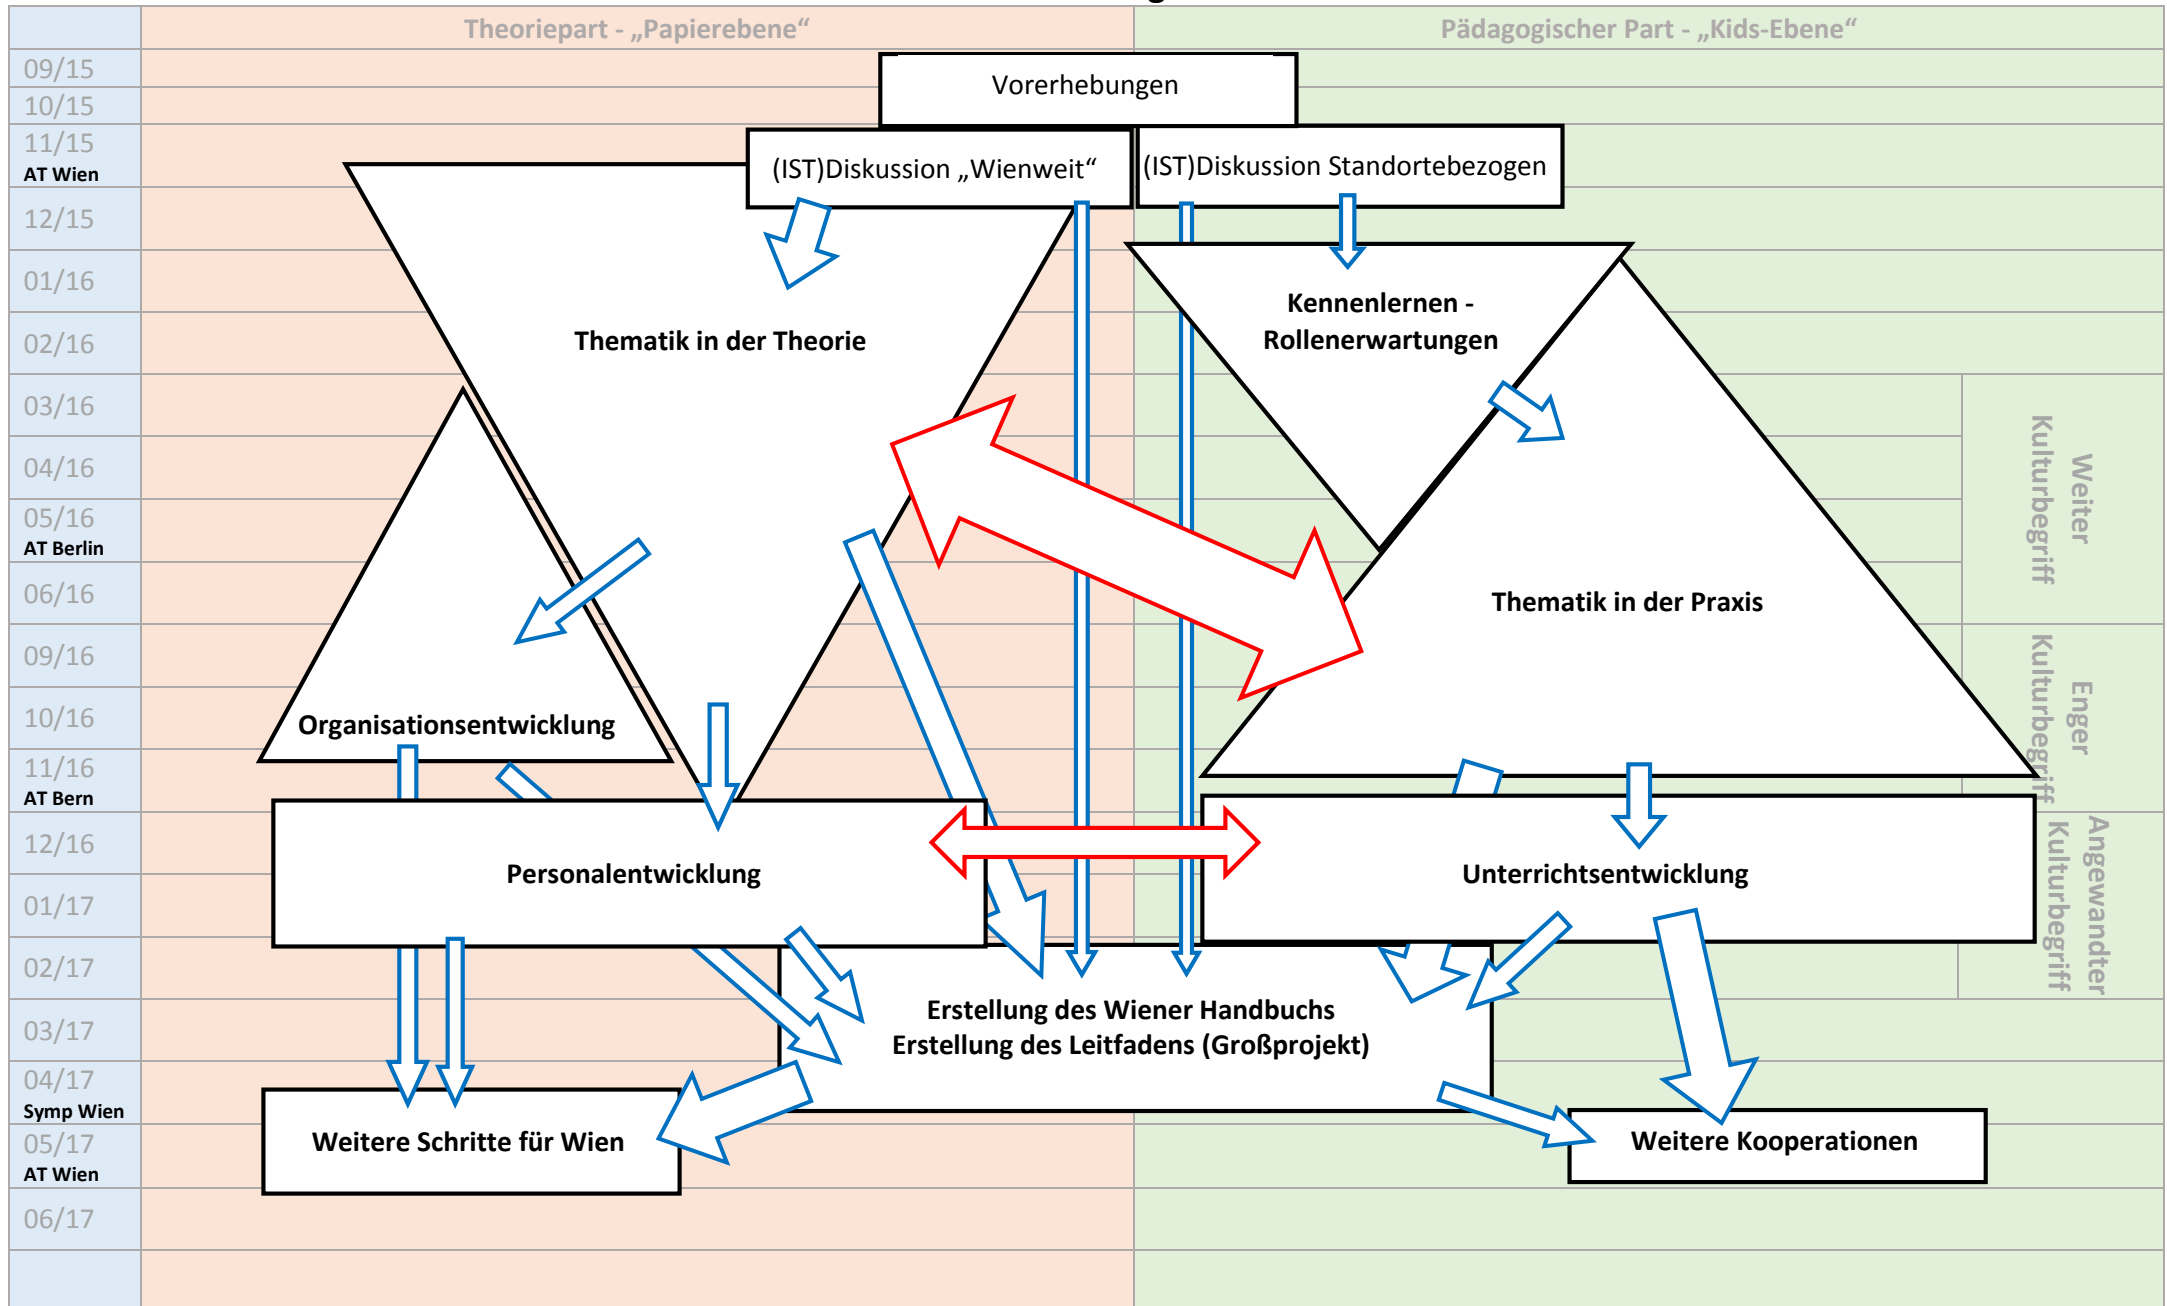 Theoriepart - „Papierebene“
Pädagogischer Part - „Kids-Ebene“
09/15
Vorerhebungen
10/15
11/15
AT Wien
(IST)Diskussion „Wienweit“
(IST)Diskussion Standortebezogen
12/15
01/16
Kennenlernen -
Rollenerwartungen
02/16
Thematik in der Theorie
03/16
04/16
Weiter
Kulturbegriff
05/16
AT Berlin
06/16
Thematik in der Praxis
09/16
Enger
Kulturbegriff
10/16
Organisationsentwicklung
11/16
AT Bern
12/16
Personalentwicklung
Unterrichtsentwicklung
Angewandter
Kulturbegriff
01/17
02/17
Erstellung des Wiener Handbuchs
Erstellung des Leitfadens (Großprojekt)
03/17
04/17
Symp Wien
05/17
AT Wien
Weitere Schritte für Wien
Weitere Kooperationen
06/17